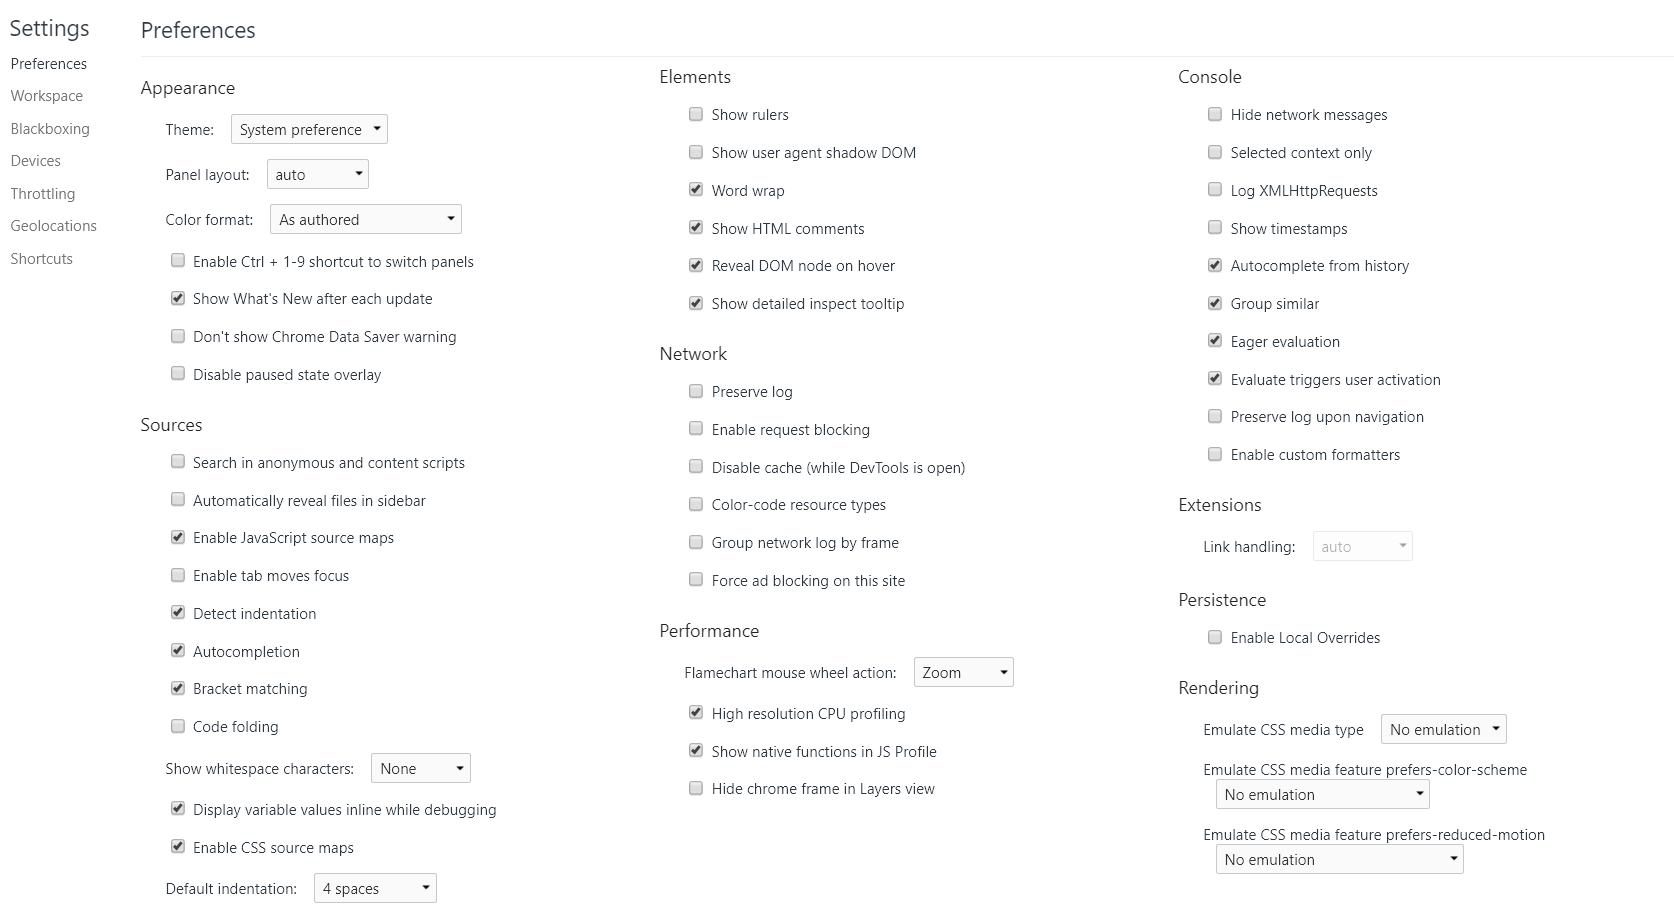 Settings
Preferences
Workspace
Blackboxing
Devices
Throttling
Geolocations
Shortcuts
Preferences
Appearance
Theme: System preference
Panel layout: auto
Color format: As authored
Enable Ctrl + 1-9 shortcut to switch panels
Show What's New after each update
Don't show Chrome Data Saver warning
Disable paused state overlay
Sources
Search in anonymous and content scripts
Automatically reveal files in sidebar
Enable JavaScript source maps
Enable tab moves focus
Detect indentation
Autocompletion
Bracket matching
Code folding
Show whitespace characters: None
Display variable values inline while debugging
Enable CSS source maps
Default indentation: 4 spaces
Elements
Show rulers
Show user agent shadow DOM
Word wrap
Show HTML comments
Reveal DOM node on hover
Show detailed inspect tooltip
Network
Preserve log
Enable request blocking
Disable cache (while DevTools is open)
Color-code resource types
Group network log by frame
Force ad blocking on this site
Performance
Flamechart mouse wheel action: Zoom
High resolution CPU profiling
Show native functions in JS Profile
Hide chrome frame in Layers view
Console
Hide network messages
Selected context only
Log XMLHttpRequests
Show timestamps
Autocomplete from history
Group similar
Eager evaluation
Evaluate triggers user activation
Preserve log upon navigation
Enable custom formatters
Extensions
Link handling: auto
Persistence
Enable Local Overrides
Rendering
Emulate CSS media type No emulation
Emulate CSS media feature prefers-color-scheme
No emulation
Emulate CSS media feature prefers-reduced-motion
No emulation